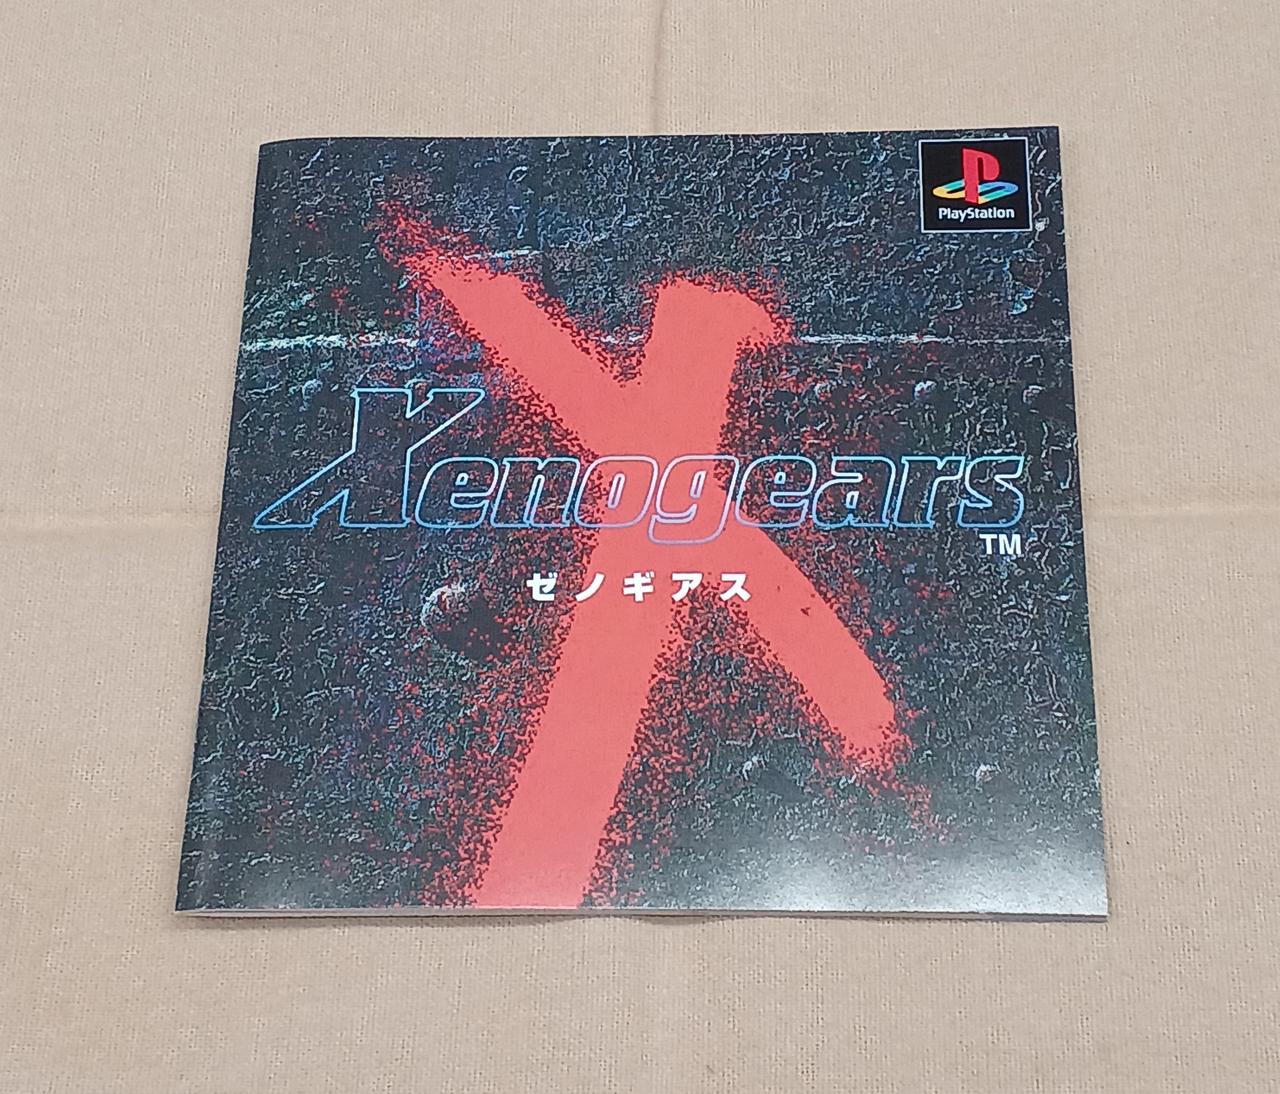 PlayStation
Xenogears
TM
ゼノギアス